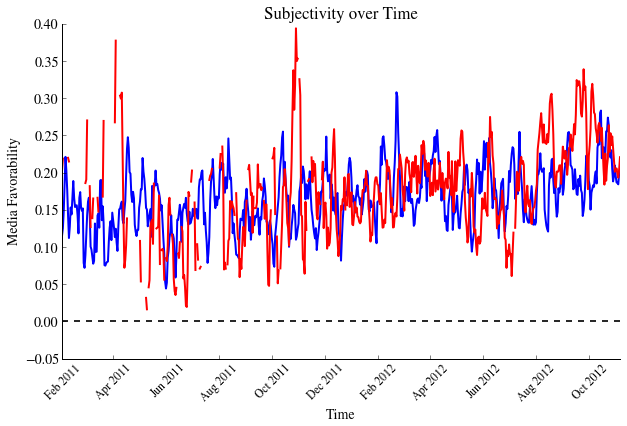 Subjectivity over Time
Media Favorability
0.40
0.35
0.30
0.25
0.20
0.15
0.10
0.05
0.00
−0.05
Feb 2011
Apr 2011
Jun 2011
Aug 2011
Oct 2011
Dec 2011
Feb 2012
Apr 2012
Jun 2012
Aug 2012
Oct 2012
Time